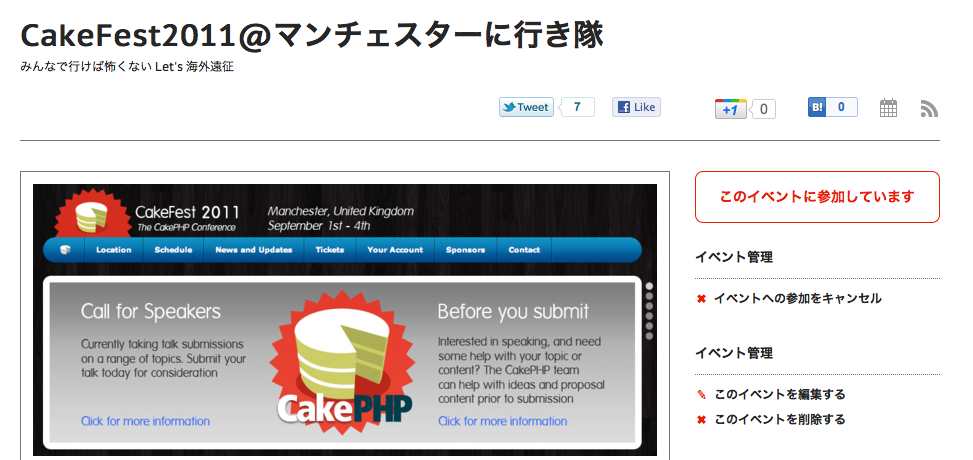 CakeFest2011@マンチェスターに行き隊
みんなで行けば怖くない Let's 海外遠征
Tweet 7 Like +1 0 B! 0
このイベントに参加しています
CakeFest 2011
The CakePHP Conference
Manchester, United Kingdom
September 1st - 4th
Location Schedule News and Updates Tickets Your Account Sponsors Contact
イベント管理
イベントへの参加をキャンセル
Call for Speakers
Currently taking talk submissions
on a range of topics. Submit your
talk today for consideration
Click for more information
CakePHP
Before you submit
Interested in speaking, and need
some help with your topic or
content? The CakePHP team
can help with ideas and proposal
content prior to submission
Click for more information
イベント管理
このイベントを編集する
このイベントを削除する